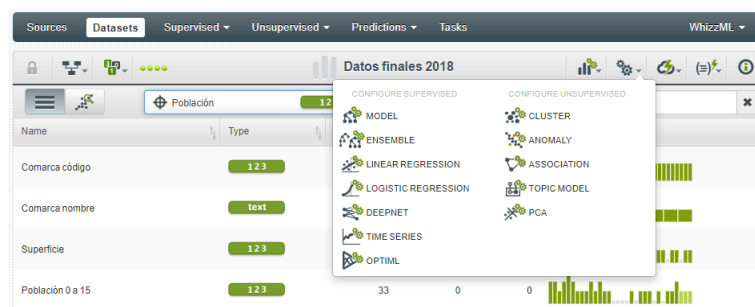 Sources Datasets Supervised Unsupervised Predictions Tasks WhizzML
Datos finales 2018
Población 12
CONFIGURE SUPERVISED CONFIGURE UNSUPERVISED
MODEL CLUSTER
ENSEMBLE ANOMALY
LINEAR REGRESSION ASSOCIATION
LOGISTIC REGRESSION TOPIC MODEL
DEEPNET PCA
TIME SERIES
OPTIML
Name Type
Comarca código 123
Comarca nombre text
Superficie 123
Población 0 a 15 123 33 0 0